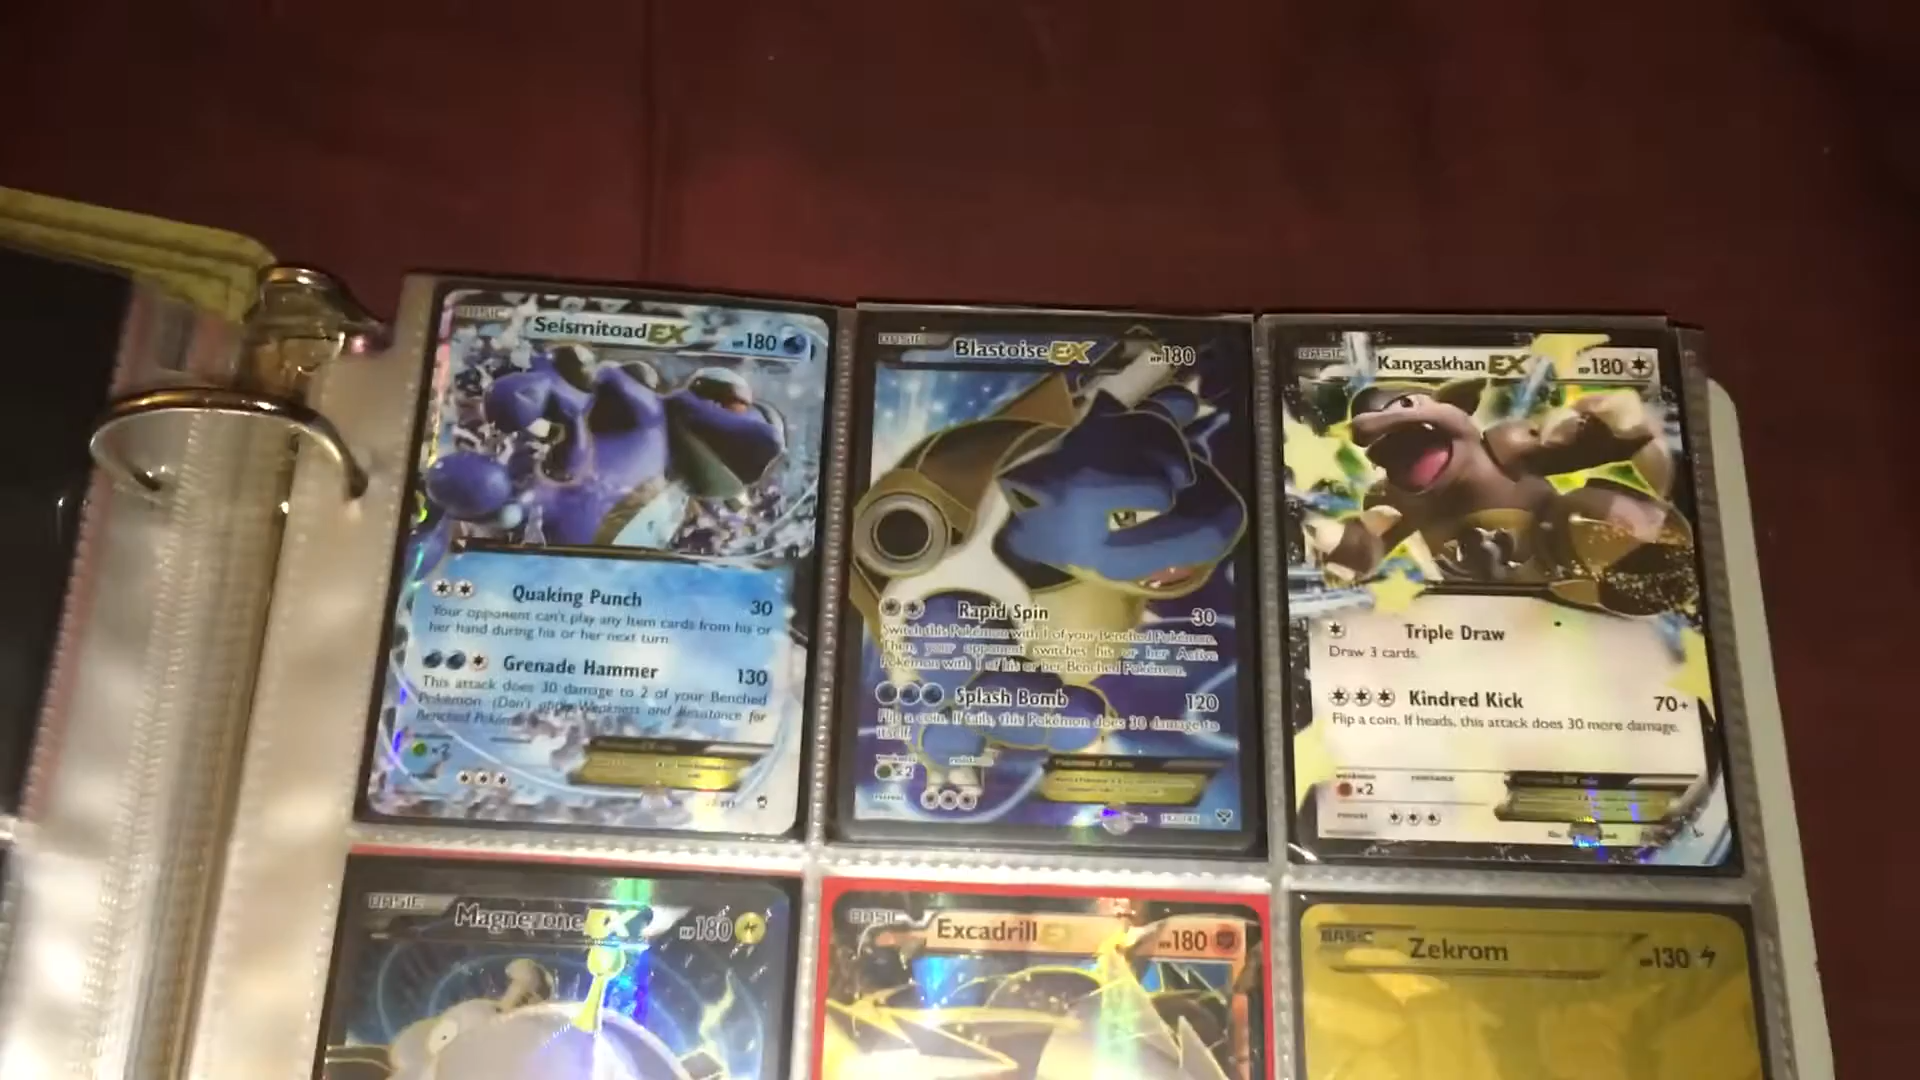 BASIC Seismitoad EX HP 180
Quaking Punch 30
Your opponent can't play any Item cards from his or
her hand during his or her next turn.
Grenade Hammer 130
This attack does 30 damage to 2 of your Benched
Pokémon. (Don't apply Weakness and Resistance for
Benched Pokémon
×2
BASIC Blastoise EX HP 180
Rapid Spin 30
Switch this Pokémon with 1 of your Benched Pokémon.
Then, your opponent switches his or her Active
Pokémon with 1 of his or her Benched Pokémon.
Splash Bomb 120
Flip a coin. If tails, this Pokémon does 30 damage to
itself.
weakness
×2
BASIC Kangaskhan EX HP 180
Triple Draw
Draw 3 cards.
Kindred Kick 70+
Flip a coin. If heads, this attack does 30 more damage.
weakness resistance
×2
BASIC Magnezone EX HP 180
BASIC Excadrill EX HP 180
BASIC Zekrom HP 130